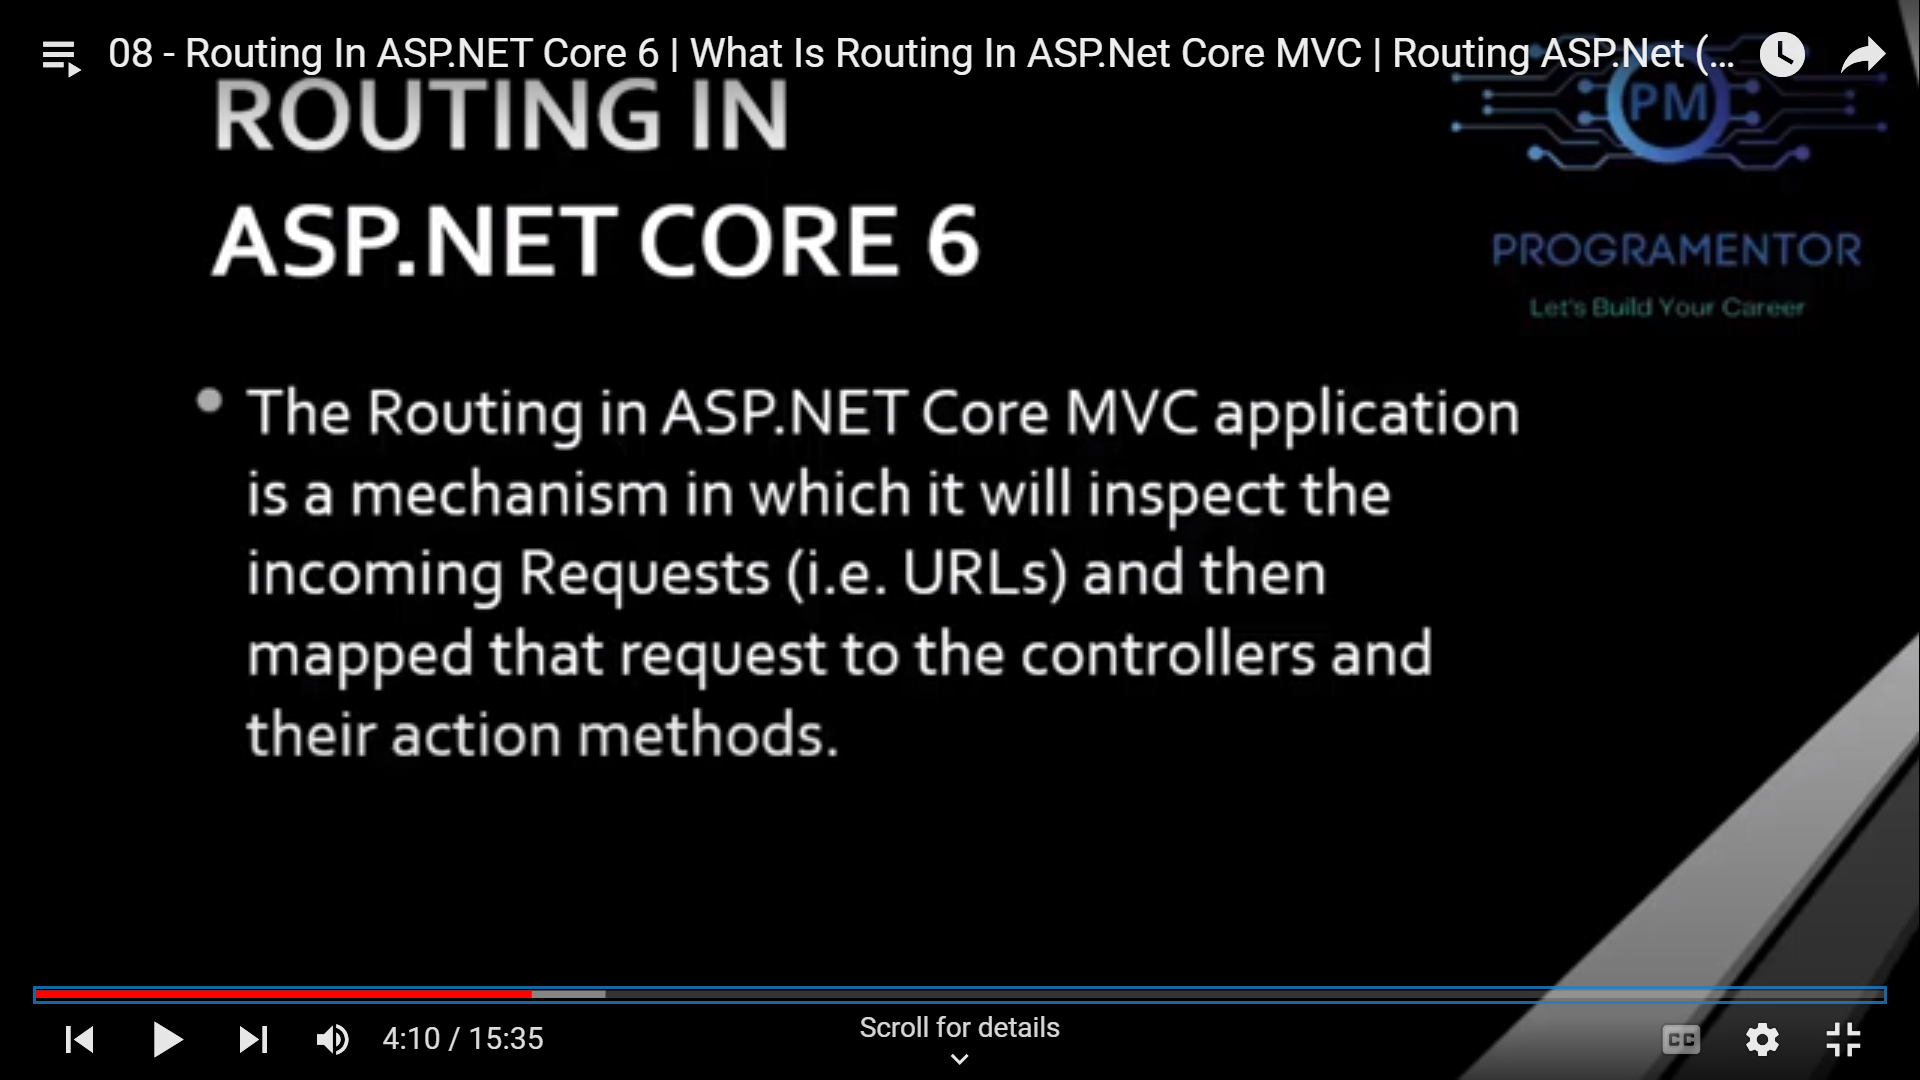 08 - Routing In ASP.NET Core 6 | What Is Routing In ASP.Net Core MVC | Routing ASP.Net (...
ROUTING IN
ASP.NET CORE 6
PM
PROGRAMENTOR
Let's Build Your Career
The Routing in ASP.NET Core MVC application
is a mechanism in which it will inspect the
incoming Requests (i.e. URLs) and then
mapped that request to the controllers and
their action methods.
4:10 / 15:35
Scroll for details
CC